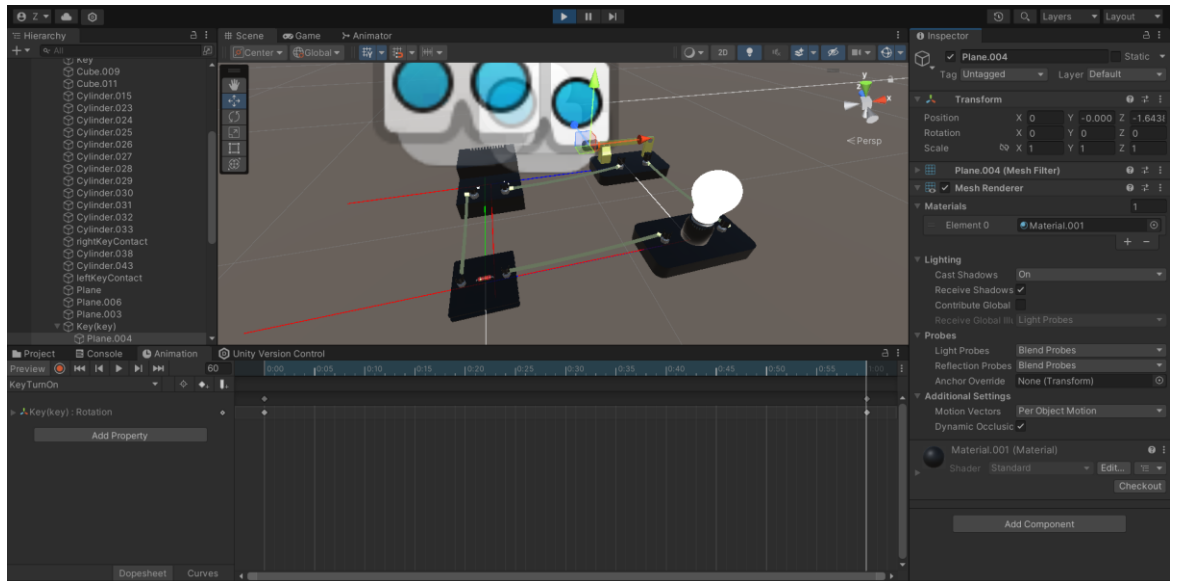 Z
Layers
Layout
Hierarchy
All
Key
Cube.009
Cube.011
Cylinder.015
Cylinder.023
Cylinder.024
Cylinder.025
Cylinder.026
Cylinder.027
Cylinder.028
Cylinder.029
Cylinder.030
Cylinder.031
Cylinder.032
Cylinder.033
rightKeyContact
Cylinder.038
Cylinder.043
leftKeyContact
Plane
Plane.006
Plane.003
Key(key)
Plane.004
Scene
Game
Animator
Center
Global
2D
y
z
x
Persp
Inspector
Plane.004
Static
Tag Untagged
Layer Default
Transform
Position X 0 Y -0.000 Z -1.6438
Rotation X 0 Y 0 Z 0
Scale X 1 Y 1 Z 1
Plane.004 (Mesh Filter)
Mesh Renderer
Materials 1
Element 0 Material.001
Lighting
Cast Shadows On
Receive Shadows
Contribute Global
Receive Global Illu Light Probes
Probes
Light Probes Blend Probes
Reflection Probes Blend Probes
Anchor Override None (Transform)
Additional Settings
Motion Vectors Per Object Motion
Dynamic Occlusic
Material.001 (Material)
Shader Standard Edit...
Checkout
Add Component
Project
Console
Animation
Unity Version Control
Preview 60
0:00 0:05 0:10 0:15 0:20 0:25 0:30 0:35 0:40 0:45 0:50 0:55 1:00
KeyTurnOn
Key(key) : Rotation
Add Property
Dopesheet Curves